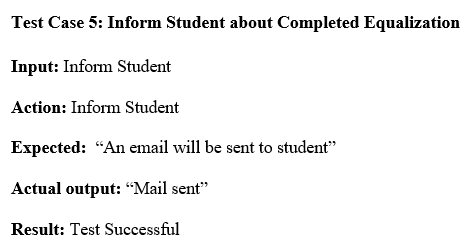 Test Case 5: Inform Student about Completed Equalization
Input: Inform Student
Action: Inform Student
Expected:  “An email will be sent to student”
Actual output: “Mail sent”
Result: Test Successful